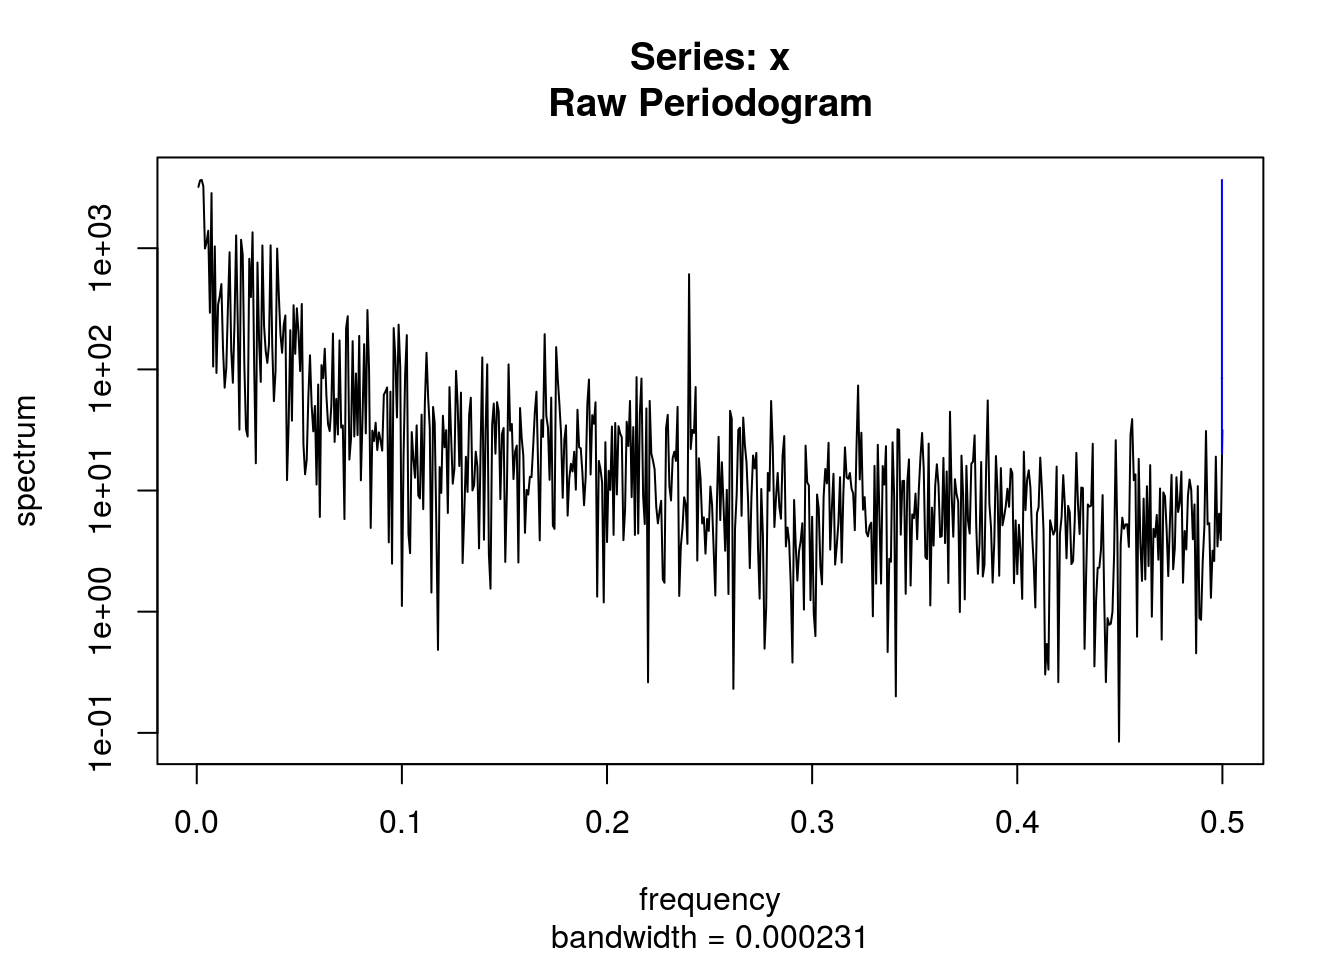 Series: x
Raw Periodogram
spectrum
1e+03
1e+02
1e+01
1e+00
1e-01
0.0 0.1 0.2 0.3 0.4 0.5
frequency
bandwidth = 0.000231